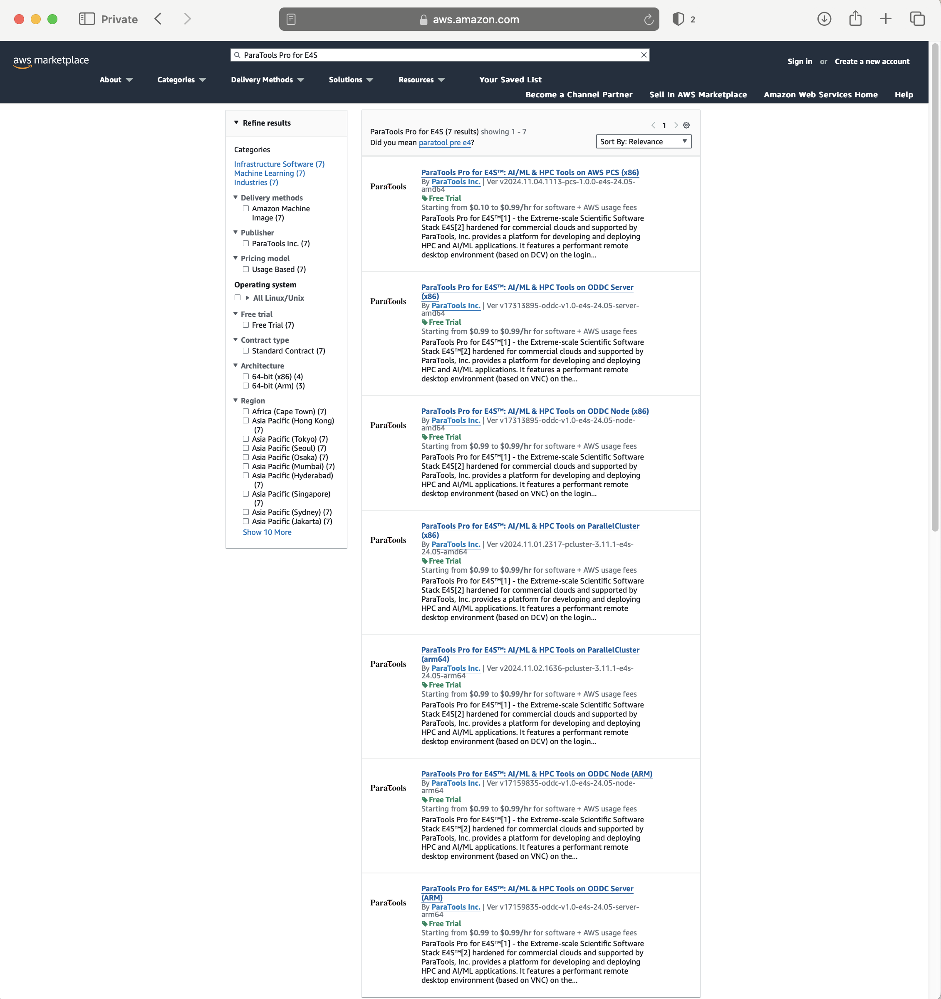 Private
aws.amazon.com
2
aws marketplace
ParaTools Pro for E4S
Sign in or Create a new account
About
Categories
Delivery Methods
Solutions
Resources
Your Saved List
Become a Channel Partner
Sell in AWS Marketplace
Amazon Web Services Home
Help
Refine results
Categories
Infrastructure Software (7)
Machine Learning (7)
Industries (7)
Delivery methods
Amazon Machine
Image (7)
Publisher
ParaTools Inc. (7)
Pricing model
Usage Based (7)
Operating system
All Linux/Unix
Free trial
Free Trial (7)
Contract type
Standard Contract (7)
Architecture
64-bit (x86) (4)
64-bit (Arm) (3)
Region
Africa (Cape Town) (7)
Asia Pacific (Hong Kong)
(7)
Asia Pacific (Tokyo) (7)
Asia Pacific (Seoul) (7)
Asia Pacific (Osaka) (7)
Asia Pacific (Mumbai) (7)
Asia Pacific (Hyderabad)
(7)
Asia Pacific (Singapore)
(7)
Asia Pacific (Sydney) (7)
Asia Pacific (Jakarta) (7)
Show 10 More
1
ParaTools Pro for E4S (7 results) showing 1 - 7
Did you mean paratool pre e4?
Sort By: Relevance
ParaTools
ParaTools Pro for E4S™: AI/ML & HPC Tools on AWS PCS (x86)
By ParaTools Inc. | Ver v2024.11.04.1113-pcs-1.0.0-e4s-24.05-
amd64
Free Trial
Starting from $0.10 to $0.99/hr for software + AWS usage fees
ParaTools Pro for E4S™[1] - the Extreme-scale Scientific Software
Stack E4S[2] hardened for commercial clouds and supported by
ParaTools, Inc. provides a platform for developing and deploying
HPC and AI/ML applications. It features a performant remote
desktop environment (based on DCV) on the login...
ParaTools
ParaTools Pro for E4S™: AI/ML & HPC Tools on ODDC Server
(x86)
By ParaTools Inc. | Ver v17313895-oddc-v1.0-e4s-24.05-server-
amd64
Free Trial
Starting from $0.99 to $0.99/hr for software + AWS usage fees
ParaTools Pro for E4S™[1] - the Extreme-scale Scientific Software
Stack E4S™[2] hardened for commercial clouds and supported by
ParaTools, Inc. provides a platform for developing and deploying
HPC and AI/ML applications. It features a performant remote
desktop environment (based on VNC) on the...
ParaTools
ParaTools Pro for E4S™: AI/ML & HPC Tools on ODDC Node (x86)
By ParaTools Inc. | Ver v17313895-oddc-v1.0-e4s-24.05-node-
amd64
Free Trial
Starting from $0.99 to $0.99/hr for software + AWS usage fees
ParaTools Pro for E4S™[1] - the Extreme-scale Scientific Software
Stack E4S[2] hardened for commercial clouds and supported by
ParaTools, Inc. provides a platform for developing and deploying
HPC and AI/ML applications. It features a performant remote
desktop environment (based on VNC) on the login...
ParaTools
ParaTools Pro for E4S™: AI/ML & HPC Tools on ParallelCluster
(x86)
By ParaTools Inc. | Ver v2024.11.01.2317-pcluster-3.11.1-e4s-
24.05-amd64
Free Trial
Starting from $0.99 to $0.99/hr for software + AWS usage fees
ParaTools Pro for E4S™[1] - the Extreme-scale Scientific Software
Stack E4S[2] hardened for commercial clouds and supported by
ParaTools, Inc. provides a platform for developing and deploying
HPC and AI/ML applications. It features a performant remote
desktop environment (based on DCV) on the login...
ParaTools
ParaTools Pro for E4S™: AI/ML & HPC Tools on ParallelCluster
(arm64)
By ParaTools Inc. | Ver v2024.11.02.1636-pcluster-3.11.1-e4s-
24.05-arm64
Free Trial
Starting from $0.99 to $0.99/hr for software + AWS usage fees
ParaTools Pro for E4S™[1] - the Extreme-scale Scientific Software
Stack E4S[2] hardened for commercial clouds and supported by
ParaTools, Inc. provides a platform for developing and deploying
HPC and AI/ML applications. It features a performant remote
desktop environment (based on DCV) on the login...
ParaTools
ParaTools Pro for E4S™: AI/ML & HPC Tools on ODDC Node (ARM)
By ParaTools Inc. | Ver v17159835-oddc-v1.0-e4s-24.05-node-
arm64
Free Trial
Starting from $0.99 to $0.99/hr for software + AWS usage fees
ParaTools Pro for E4S™[1] - the Extreme-scale Scientific Software
Stack E4S™[2] hardened for commercial clouds and supported by
ParaTools, Inc. provides a platform for developing and deploying
HPC and AI/ML applications. It features a performant remote
desktop environment (based on VNC) on the...
ParaTools
ParaTools Pro for E4S™: AI/ML & HPC Tools on ODDC Server
(ARM)
By ParaTools Inc. | Ver v17159835-oddc-v1.0-e4s-24.05-server-
arm64
Free Trial
Starting from $0.99 to $0.99/hr for software + AWS usage fees
ParaTools Pro for E4S™[1] - the Extreme-scale Scientific Software
Stack E4S™[2] hardened for commercial clouds and supported by
ParaTools, Inc. provides a platform for developing and deploying
HPC and AI/ML applications. It features a performant remote
desktop environment (based on VNC) on the...